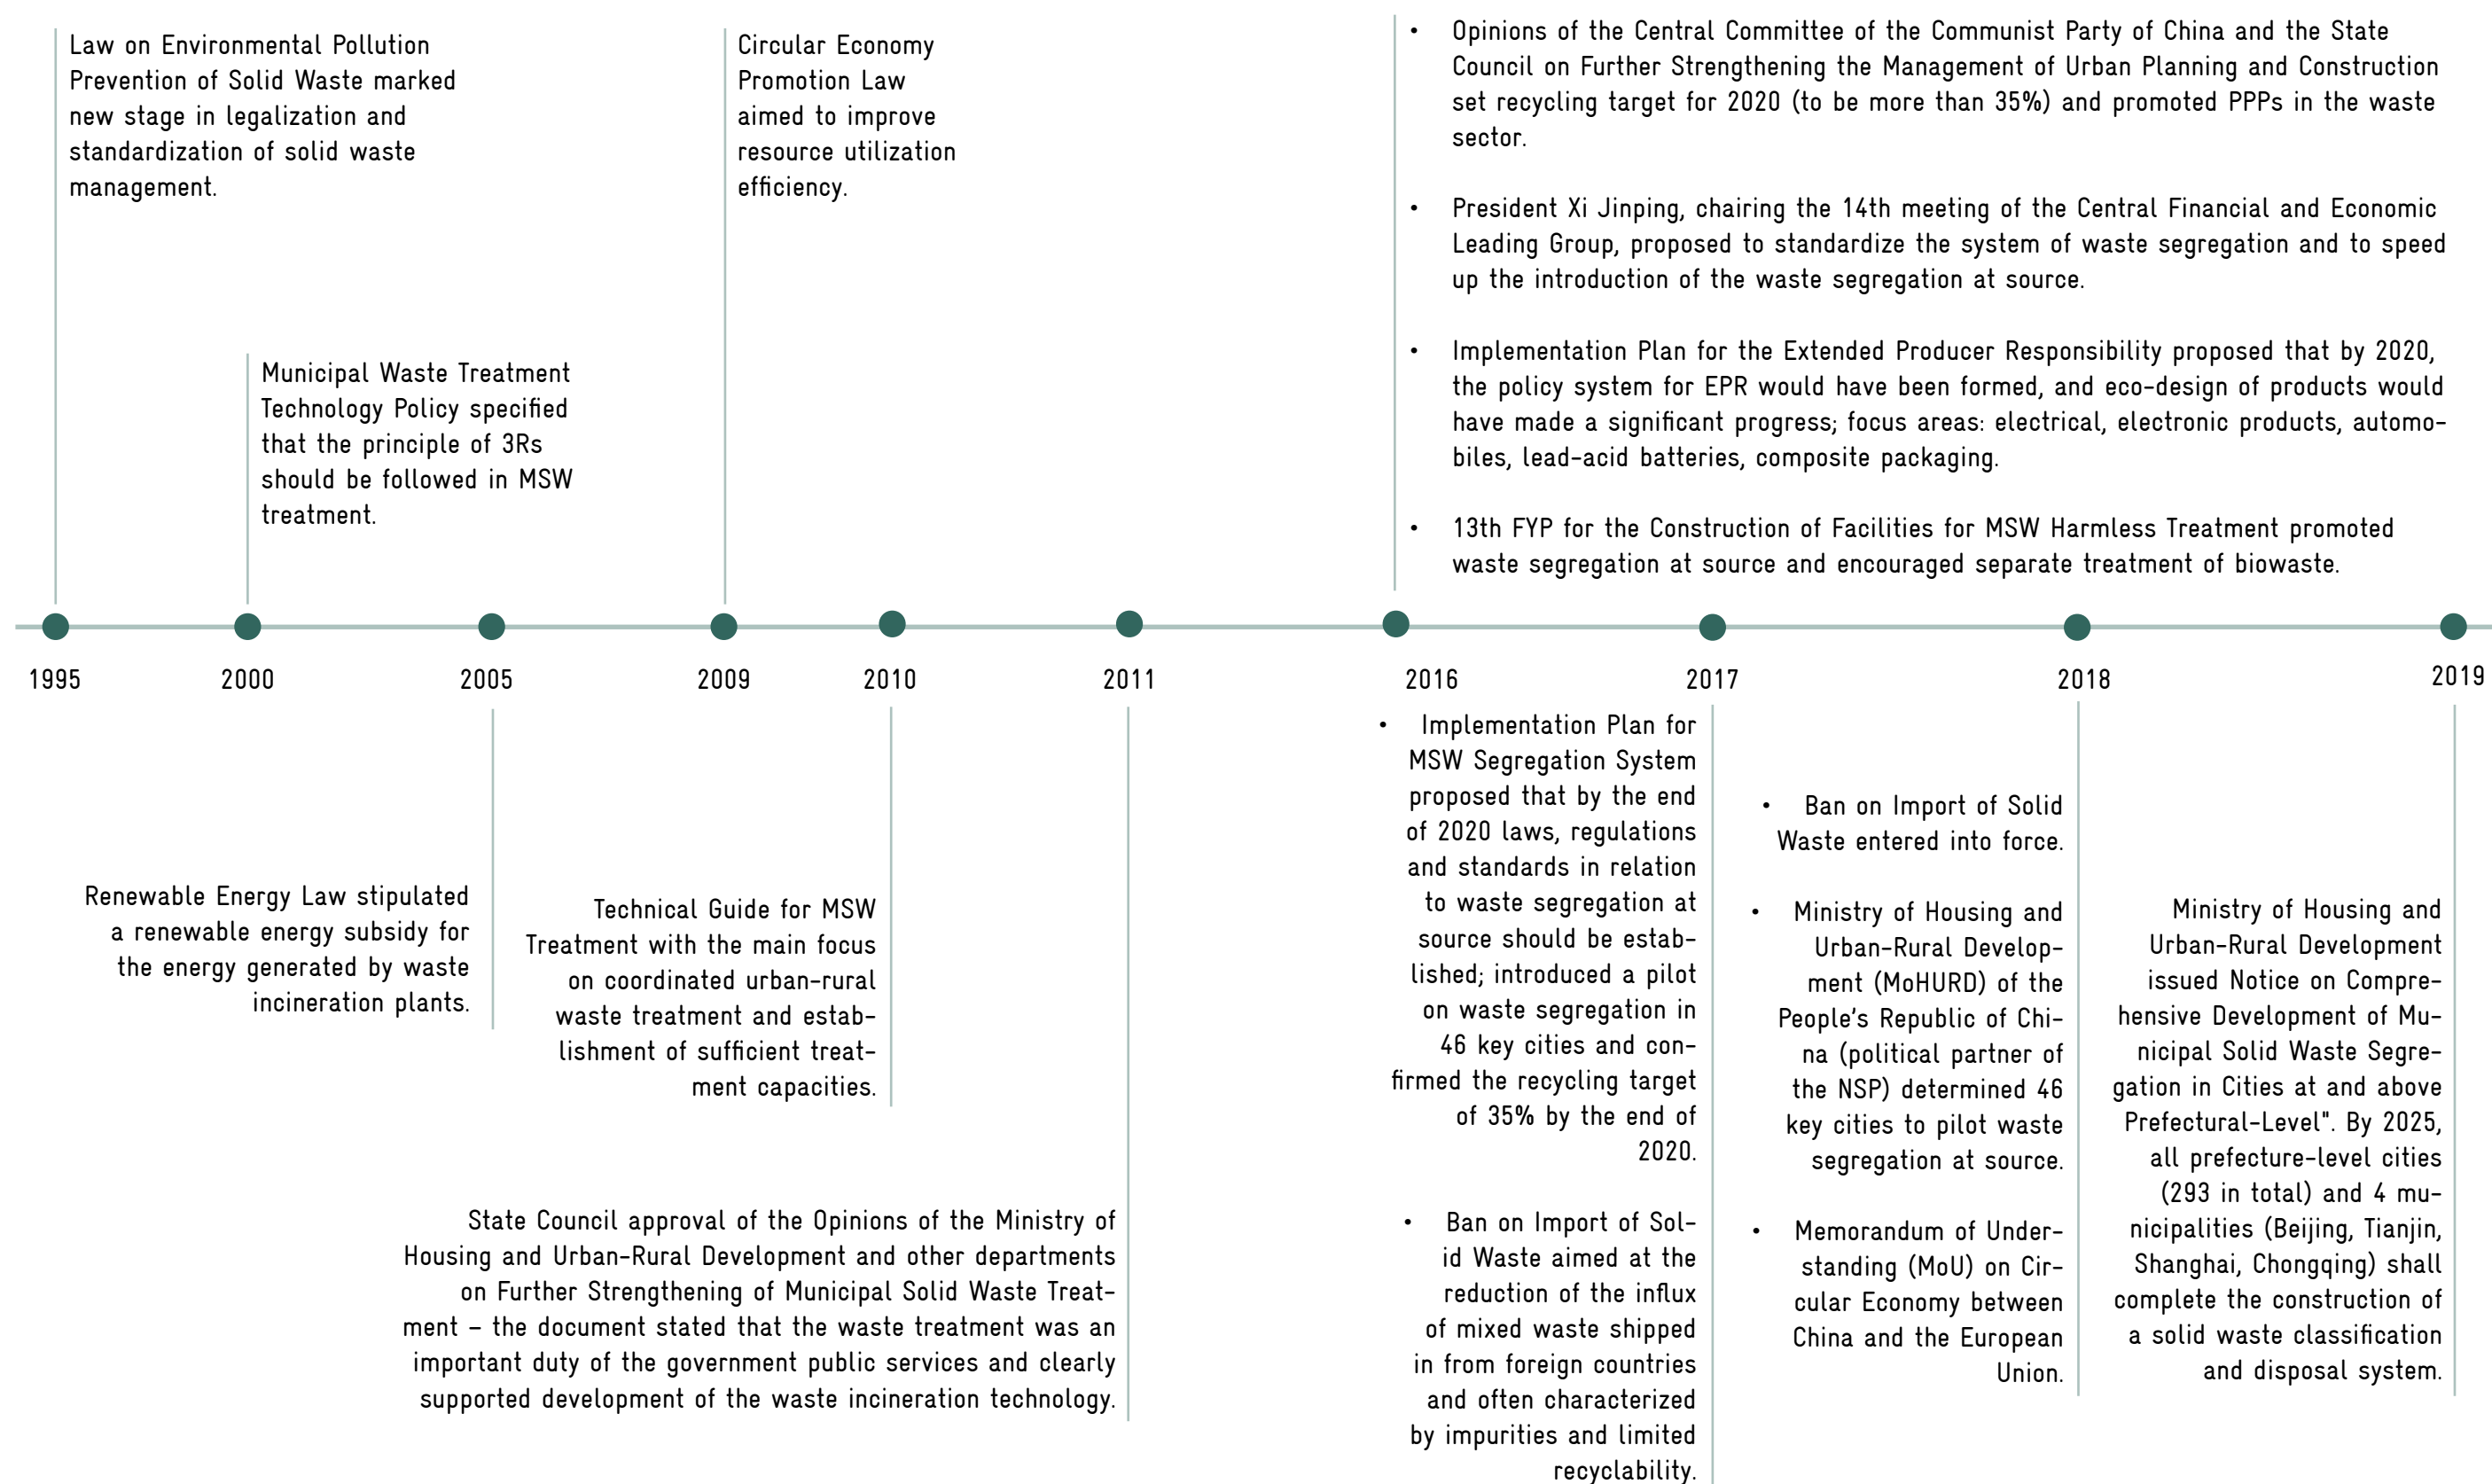 Law on Environmental Pollution
Prevention of Solid Waste marked
new stage in legalization and
standardization of solid waste
management.
Municipal Waste Treatment
Technology Policy specified
that the principle of 3Rs
should be followed in MSW
treatment.
Circular Economy
Promotion Law
aimed to improve
resource utilization
efficiency.
• Opinions of the Central Committee of the Communist Party of China and the State
Council on Further Strengthening the Management of Urban Planning and Construction
set recycling target for 2020 (to be more than 35%) and promoted PPPs in the waste
sector.
• President Xi Jinping, chairing the 14th meeting of the Central Financial and Economic
Leading Group, proposed to standardize the system of waste segregation and to speed
up the introduction of the waste segregation at source.
• Implementation Plan for the Extended Producer Responsibility proposed that by 2020,
the policy system for EPR would have been formed, and eco-design of products would
have made a significant progress; focus areas: electrical, electronic products, automo-
biles, lead-acid batteries, composite packaging.
• 13th FYP for the Construction of Facilities for MSW Harmless Treatment promoted
waste segregation at source and encouraged separate treatment of biowaste.
1995
2000
2005
2009
2010
2011
2016
2017
2018
2019
Renewable Energy Law stipulated
a renewable energy subsidy for
the energy generated by waste
incineration plants.
Technical Guide for MSW
Treatment with the main focus
on coordinated urban-rural
waste treatment and estab-
lishment of sufficient treat-
ment capacities.
State Council approval of the Opinions of the Ministry of
Housing and Urban-Rural Development and other departments
on Further Strengthening of Municipal Solid Waste Treat-
ment – the document stated that the waste treatment was an
important duty of the government public services and clearly
supported development of the waste incineration technology.
• Implementation Plan for
MSW Segregation System
proposed that by the end
of 2020 laws, regulations
and standards in relation
to waste segregation at
source should be estab-
lished; introduced a pilot
on waste segregation in
46 key cities and con-
firmed the recycling target
of 35% by the end of
2020.
• Ban on Import of Sol-
id Waste aimed at the
reduction of the influx
of mixed waste shipped
in from foreign countries
and often characterized
by impurities and limited
recyclability.
• Ban on Import of Solid
Waste entered into force.
• Ministry of Housing and
Urban-Rural Develop-
ment (MoHURD) of the
People's Republic of Chi-
na (political partner of
the NSP) determined 46
key cities to pilot waste
segregation at source.
• Memorandum of Under-
standing (MoU) on Cir-
cular Economy between
China and the European
Union.
Ministry of Housing and
Urban-Rural Development
issued Notice on Compre-
hensive Development of Mu-
nicipal Solid Waste Segre-
gation in Cities at and above
Prefectural-Level". By 2025,
all prefecture-level cities
(293 in total) and 4 mu-
nicipalities (Beijing, Tianjin,
Shanghai, Chongqing) shall
complete the construction of
a solid waste classification
and disposal system.